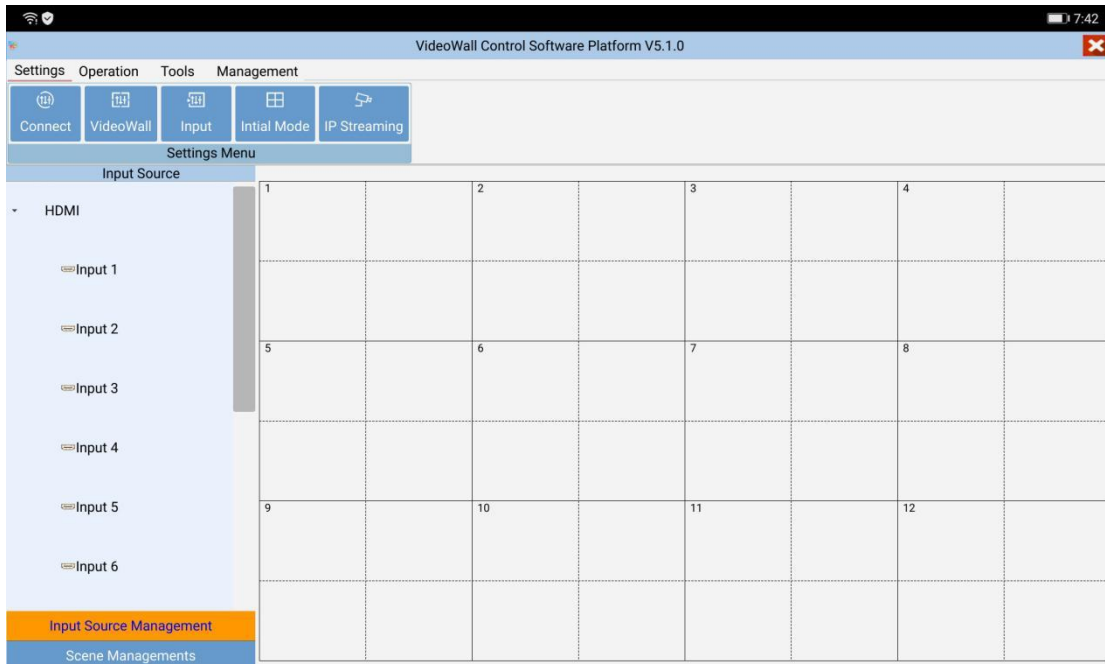 7:42
VideoWall Control Software Platform V5.1.0
Settings Operation Tools Management
Connect VideoWall Input Intial Mode IP Streaming
Settings Menu
Input Source
HDMI
Input 1
Input 2
Input 3
Input 4
Input 5
Input 6
Input Source Management
Scene Managements
1 2 3 4
5 6 7 8
9 10 11 12